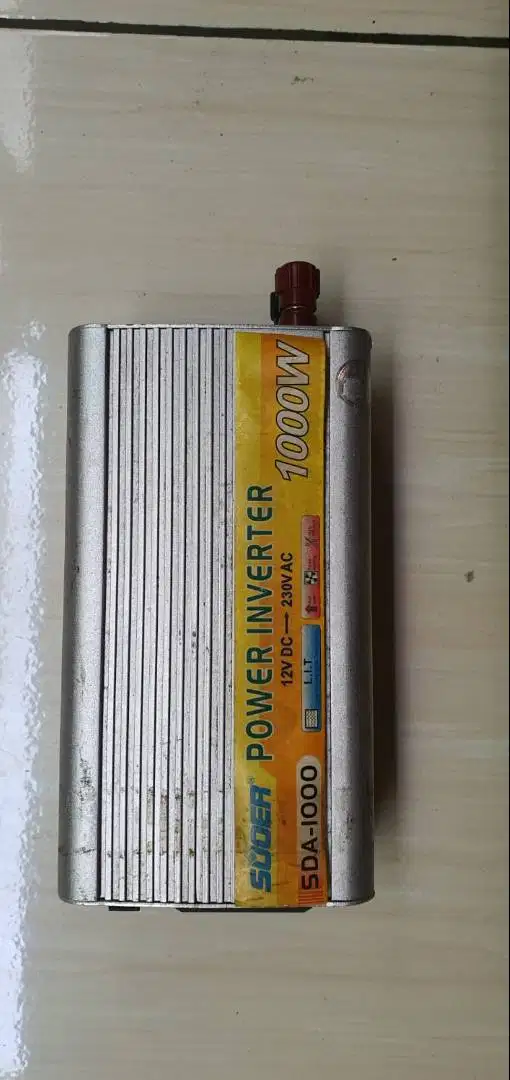 SUOER®
POWER INVERTER
1000W
12V DC → 230V AC
SDA-1000
L.I.T